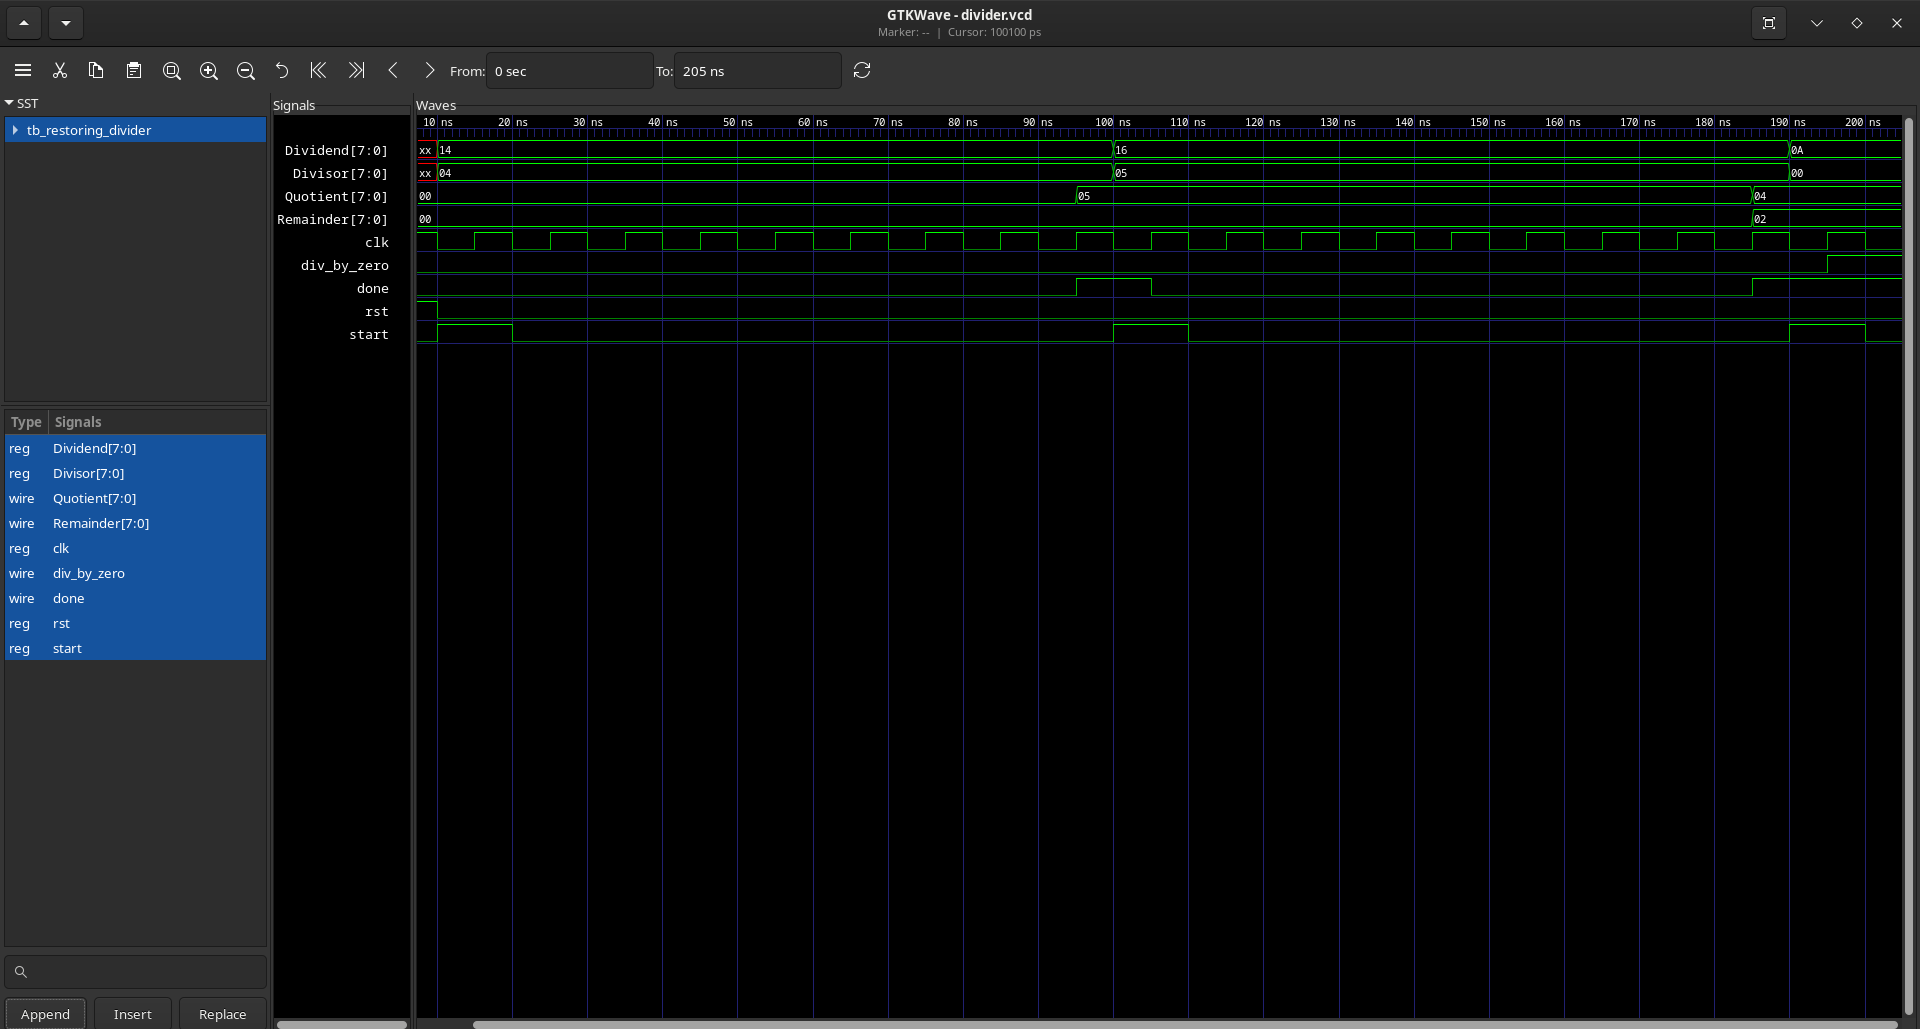 GTKWave - divider.vcd
Marker: -- | Cursor: 100100 ps
From: 0 sec To: 205 ns
SST
tb_restoring_divider
Type Signals
reg Dividend[7:0]
reg Divisor[7:0]
wire Quotient[7:0]
wire Remainder[7:0]
reg clk
wire div_by_zero
wire done
reg rst
reg start
Append Insert Replace
Signals
Dividend[7:0]
Divisor[7:0]
Quotient[7:0]
Remainder[7:0]
clk
div_by_zero
done
rst
start
Waves
10 ns 20 ns 30 ns 40 ns 50 ns 60 ns 70 ns 80 ns 90 ns 100 ns 110 ns 120 ns 130 ns 140 ns 150 ns 160 ns 170 ns 180 ns 190 ns 200 ns
xx 14 16 0A
xx 04 05 00
00 05 04
00 02